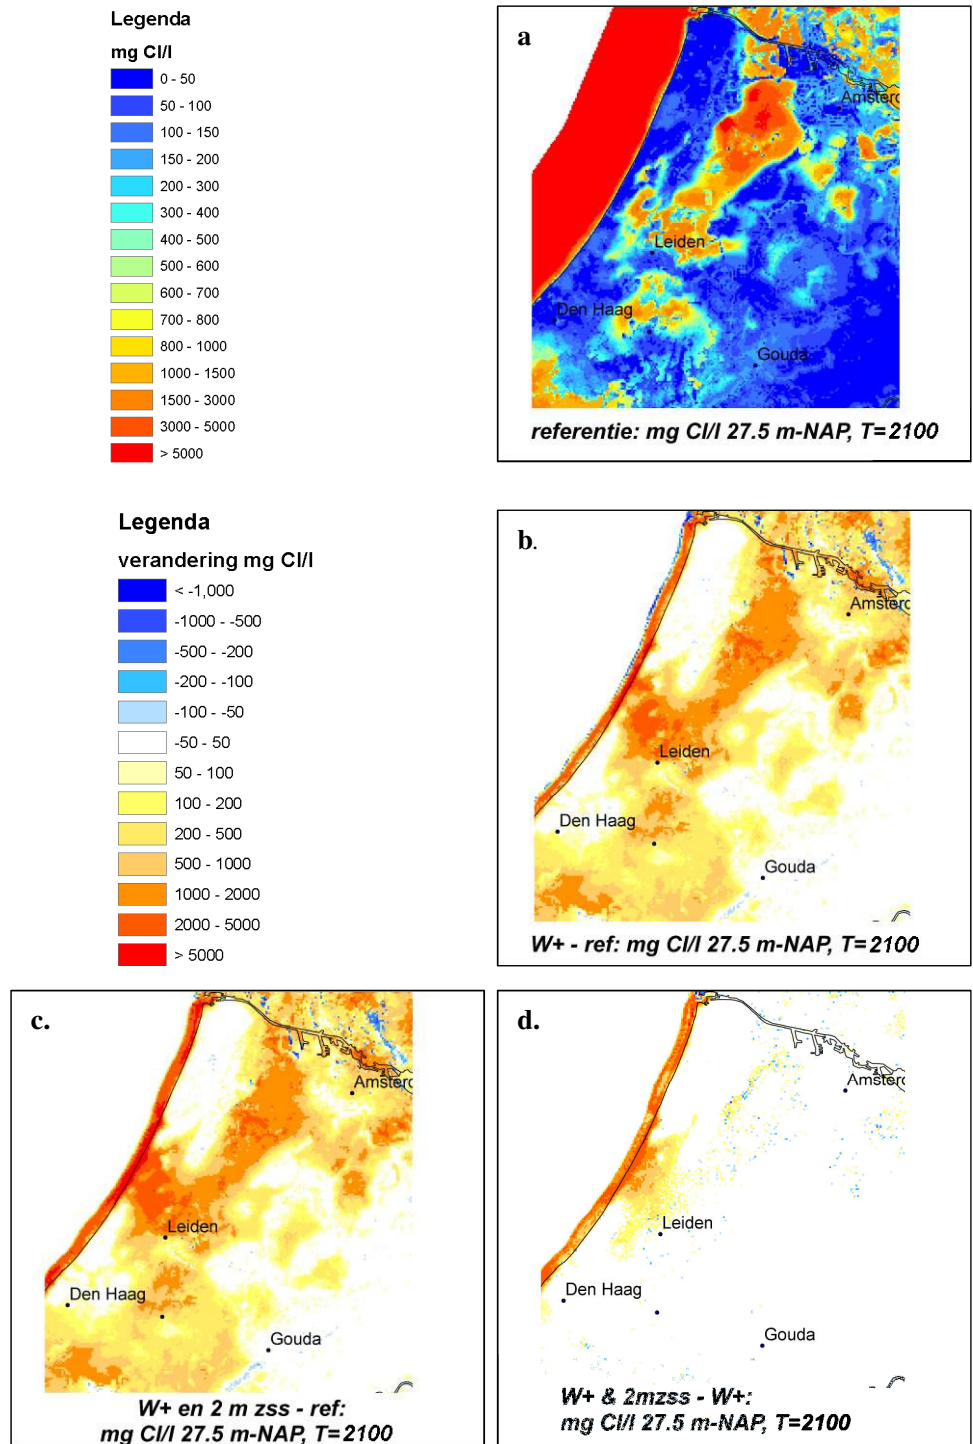 Legenda
mg Cl/l
0 - 50
50 - 100
100 - 150
150 - 200
200 - 300
300 - 400
400 - 500
500 - 600
600 - 700
700 - 800
800 - 1000
1000 - 1500
1500 - 3000
3000 - 5000
> 5000
a
Amsterd
Leiden
Den Haag
Gouda
referentie: mg Cl/l 27.5 m-NAP, T=2100
Legenda
verandering mg Cl/l
< -1,000
-1000 - -500
-500 - -200
-200 - -100
-100 - -50
-50 - 50
50 - 100
100 - 200
200 - 500
500 - 1000
1000 - 2000
2000 - 5000
> 5000
b.
Amsterd
Leiden
Den Haag
Gouda
W+ - ref: mg Cl/l 27.5 m-NAP, T=2100
c.
Amsterd
Leiden
Den Haag
Gouda
W+ en 2 m zss - ref:
mg Cl/l 27.5 m-NAP, T=2100
d.
Amsterd
Leiden
Den Haag
Gouda
W+ & 2mzss - W+:
mg Cl/l 27.5 m-NAP, T=2100